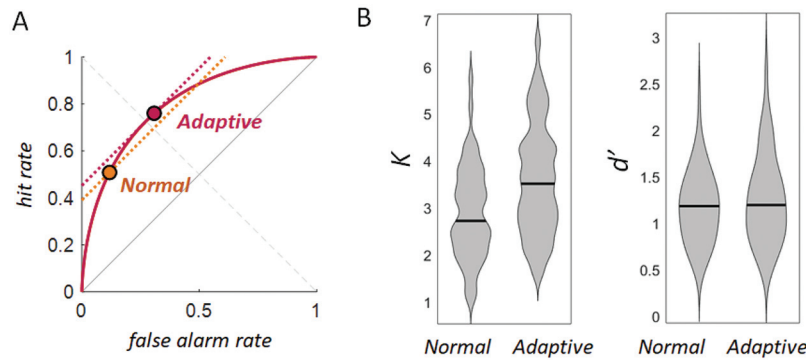 A
hit rate
1
0.8
0.6
0.4
0.2
0
0
0.5
1
false alarm rate
Adaptive
Normal
B
K
7
6
5
4
3
2
1
Normal
Adaptive
d'
3
2.5
2
1.5
1
0.5
0
Normal
Adaptive